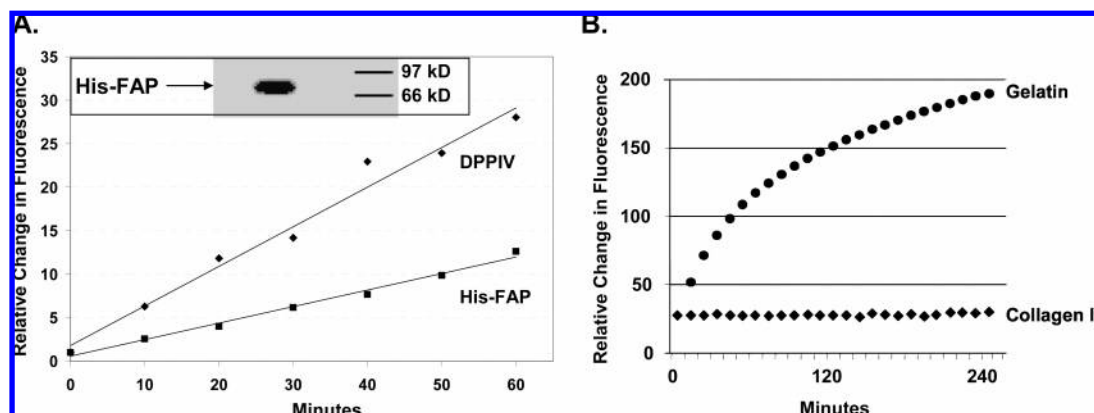 A.
Relative Change in Fluorescence
35
30
25
20
15
10
5
0
His-FAP
97 kD
66 kD
DPPIV
His-FAP
0 10 20 30 40 50 60
Minutes
B.
Relative Change in Fluorescence
200
150
100
50
0
Gelatin
Collagen I
0 120 240
Minutes